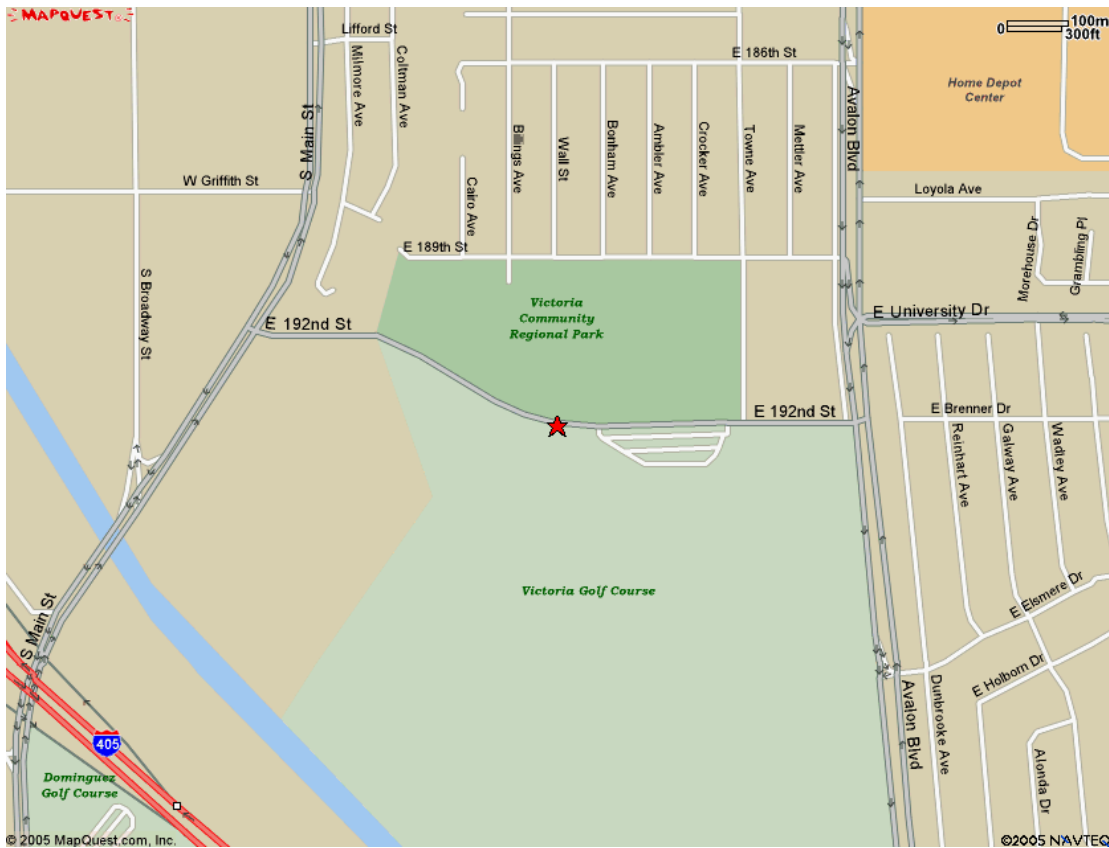 MAPQUEST
Lifford St
Milmore Ave
Coltman Ave
S Main St
W Griffith St
S Broadway St
E 186th St
Billings Ave
Wall St
Bonham Ave
Ambler Ave
Crocker Ave
Towne Ave
Mettler Ave
Cairo Ave
E 189th St
Avalon Blvd
0
100m
300ft
Home Depot
Center
Loyola Ave
Morehouse Dr
Grambling Pl
E University Dr
E 192nd St
Victoria
Community
Regional Park
E 192nd St
E Brenner Dr
Reinhart Ave
Galway Ave
Wadley Ave
Victoria Golf Course
E Elsmere Dr
E Holborn Dr
S Main St
405
Dominguez
Golf Course
Avalon Blvd
Dunbrooke Ave
Alonda Dr
© 2005 MapQuest.com, Inc.
©2005 NAVTEQ